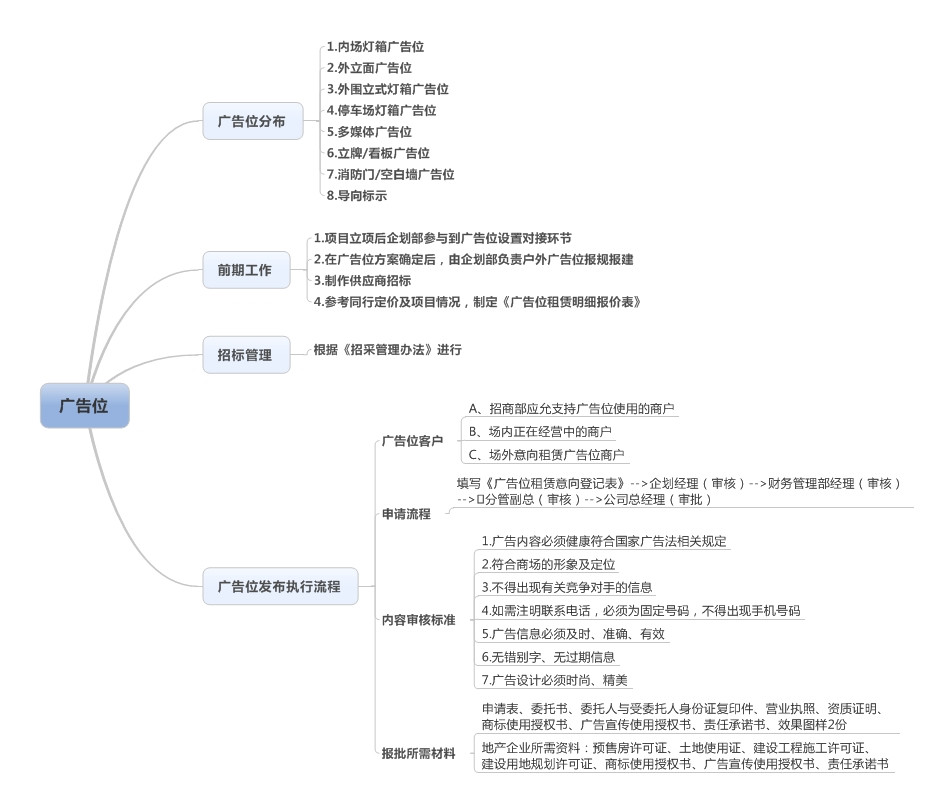 广告位
广告位分布
1.内场灯箱广告位
2.外立面广告位
3.外围立式灯箱广告位
4.停车场灯箱广告位
5.多媒体广告位
6.立牌/看板广告位
7.消防门/空白墙广告位
8.导向标示
前期工作
1.项目立项后企划部参与到广告位设置对接环节
2.在广告位方案确定后，由企划部负责户外广告位报规报建
3.制作供应商招标
4.参考同行定价及项目情况，制定《广告位租赁明细报价表》
招标管理
根据《招采管理办法》进行
广告位发布执行流程
广告位客户
A、招商部应允支持广告位使用的商户
B、场内正在经营中的商户
C、场外意向租赁广告位商户
申请流程
填写《广告位租赁意向登记表》-->企划经理（审核）-->财务管理部经理（审核）
-->分管副总（审核）-->公司总经理（审批）
内容审核标准
1.广告内容必须健康符合国家广告法相关规定
2.符合商场的形象及定位
3.不得出现有关竞争对手的信息
4.如需注明联系电话，必须为固定号码，不得出现手机号码
5.广告信息必须及时、准确、有效
6.无错别字、无过期信息
7.广告设计必须时尚、精美
报批所需材料
申请表、委托书、委托人与受委托人身份证复印件、营业执照、资质证明、
商标使用授权书、广告宣传使用授权书、责任承诺书、效果图样2份
地产企业所需资料：预售房许可证、土地使用证、建设工程施工许可证、
建设用地规划许可证、商标使用授权书、广告宣传使用授权书、责任承诺书